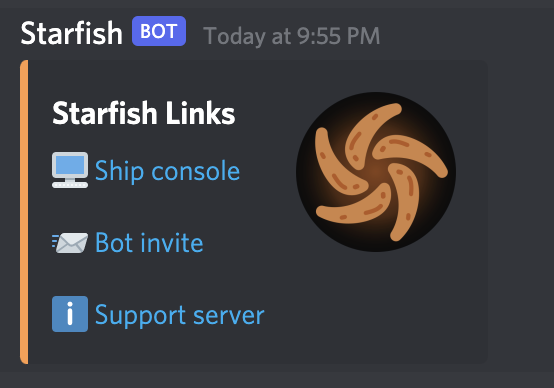 Starfish BOT Today at 9:55 PM
Starfish Links
Ship console
Bot invite
Support server